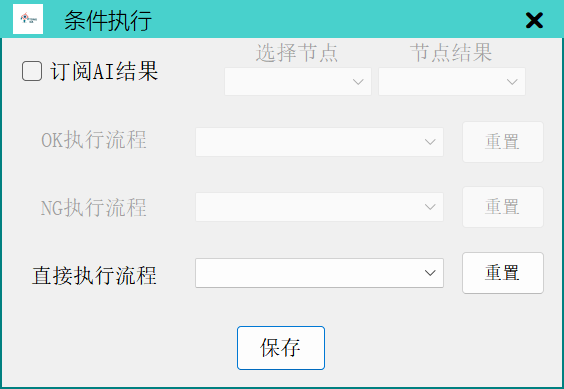 条件执行
选择节点 节点结果
订阅AI结果
OK执行流程 重置
NG执行流程 重置
直接执行流程 重置
保存